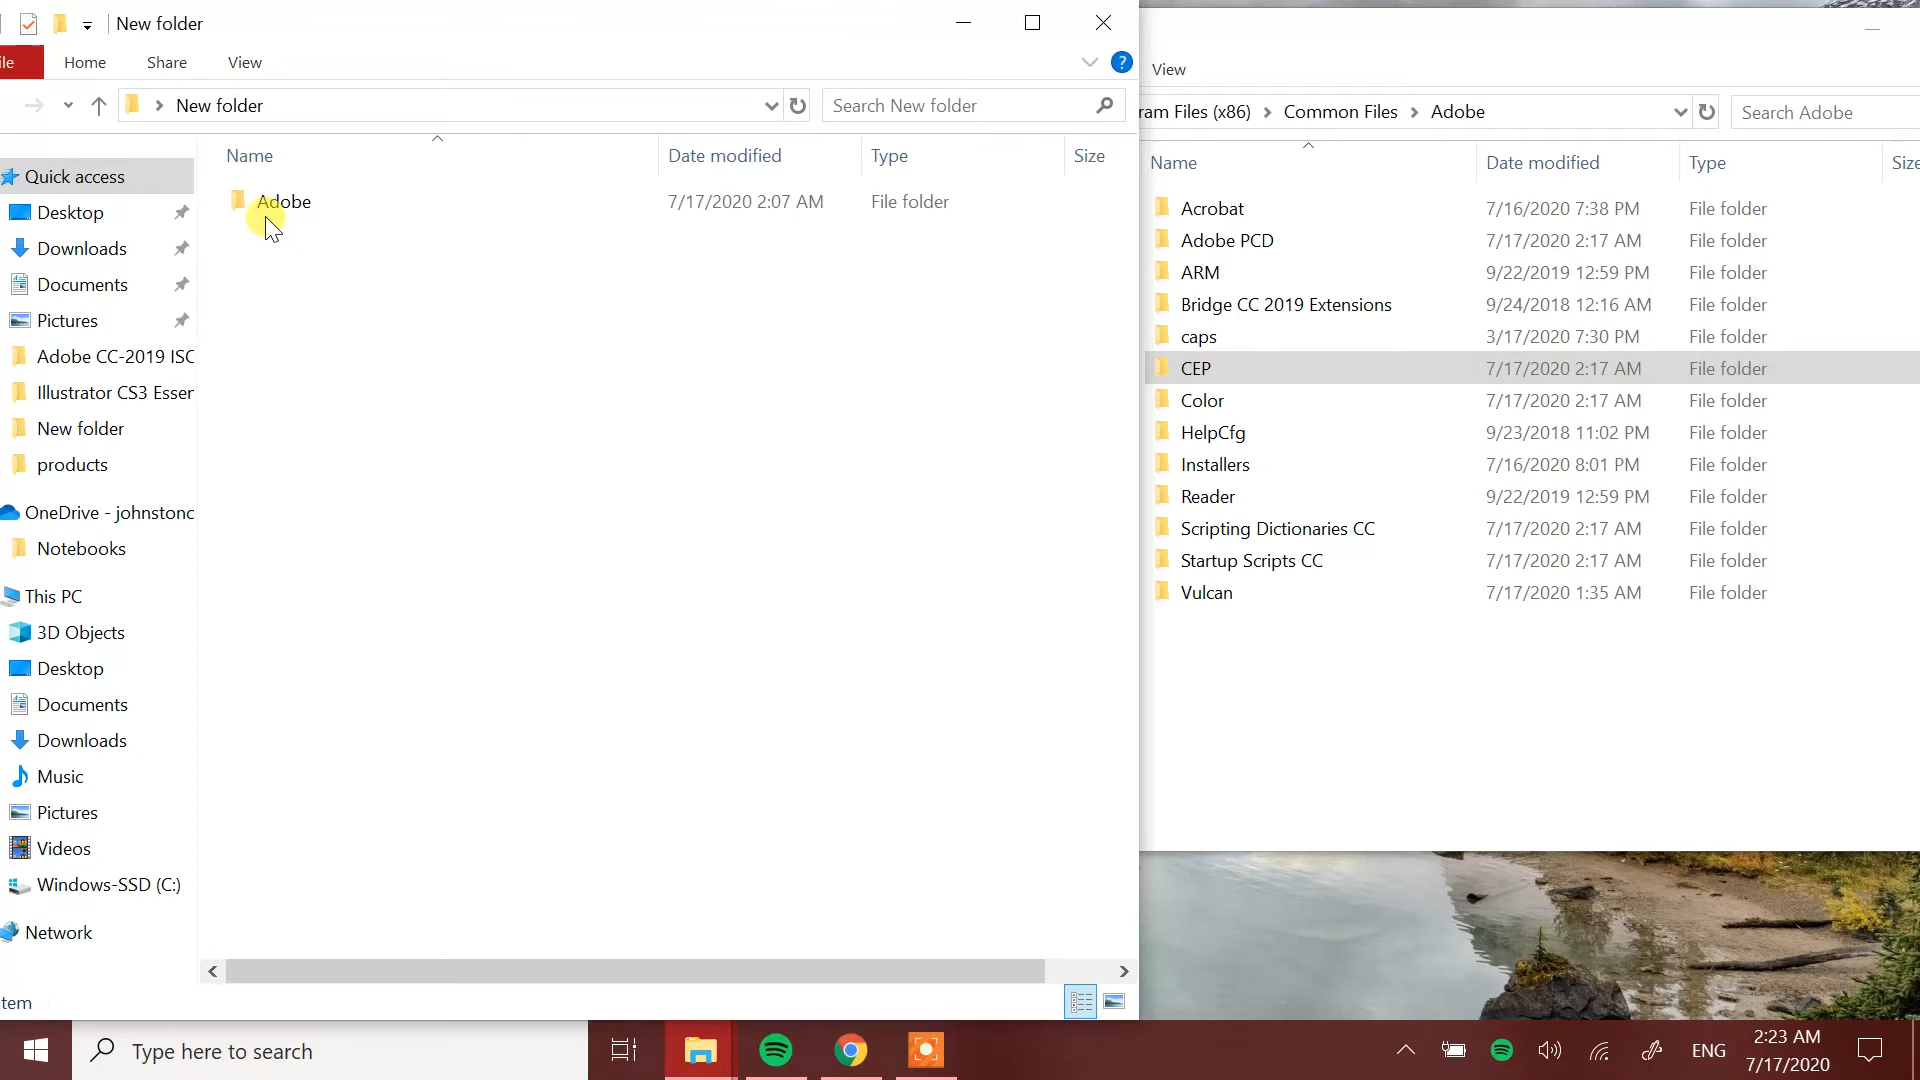 New folder
ile
Home
Share
View
?
New folder
Search New folder
Name
Date modified
Type
Size
Adobe
7/17/2020 2:07 AM
File folder
Quick access
Desktop
Downloads
Documents
Pictures
Adobe CC-2019 ISC
Illustrator CS3 Esser
New folder
products
OneDrive - johnstonc
Notebooks
This PC
3D Objects
Desktop
Documents
Downloads
Music
Pictures
Videos
Windows-SSD (C:)
Network
tem
View
ram Files (x86) > Common Files > Adobe
Search Adobe
Name
Date modified
Type
Size
Acrobat 7/16/2020 7:38 PM File folder
Adobe PCD 7/17/2020 2:17 AM File folder
ARM 9/22/2019 12:59 PM File folder
Bridge CC 2019 Extensions 9/24/2018 12:16 AM File folder
caps 3/17/2020 7:30 PM File folder
CEP 7/17/2020 2:17 AM File folder
Color 7/17/2020 2:17 AM File folder
HelpCfg 9/23/2018 11:02 PM File folder
Installers 7/16/2020 8:01 PM File folder
Reader 9/22/2019 12:59 PM File folder
Scripting Dictionaries CC 7/17/2020 2:17 AM File folder
Startup Scripts CC 7/17/2020 2:17 AM File folder
Vulcan 7/17/2020 1:35 AM File folder
Type here to search
ENG
2:23 AM
7/17/2020